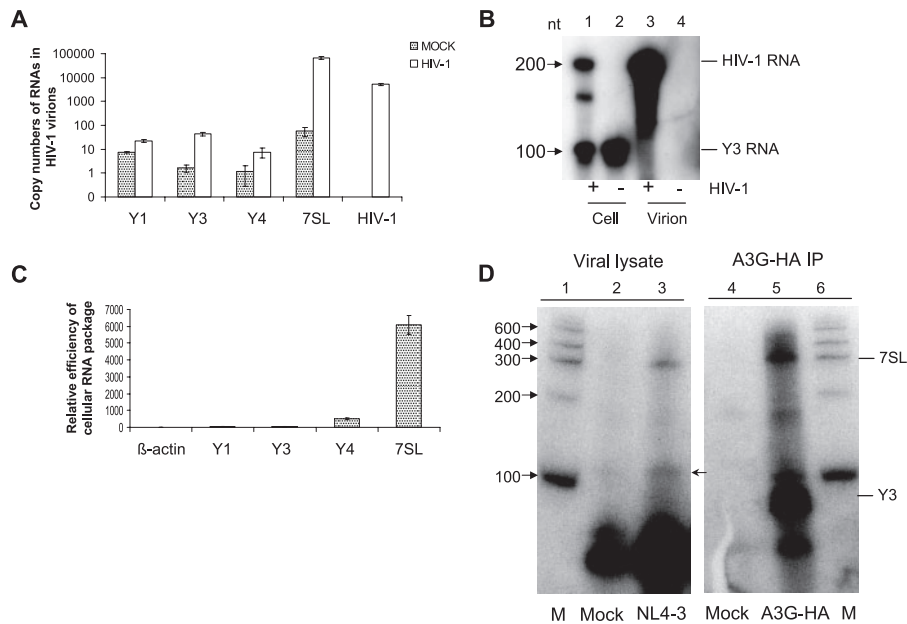 A
Copy numbers of RNAs in
HIV-1 virions
100000
10000
1000
100
10
1
0
Y1 Y3 Y4 7SL HIV-1
MOCK
HIV-1
B
nt 1 2 3 4
200
100
HIV-1 RNA
Y3 RNA
+ - + - HIV-1
Cell Virion
C
Relative efficiency of
cellular RNA package
7000
6000
5000
4000
3000
2000
1000
0
ß-actin Y1 Y3 Y4 7SL
D
Viral lysate A3G-HA IP
1 2 3 4 5 6
600
400
300
200
100
7SL
Y3
M Mock NL4-3 Mock A3G-HA M